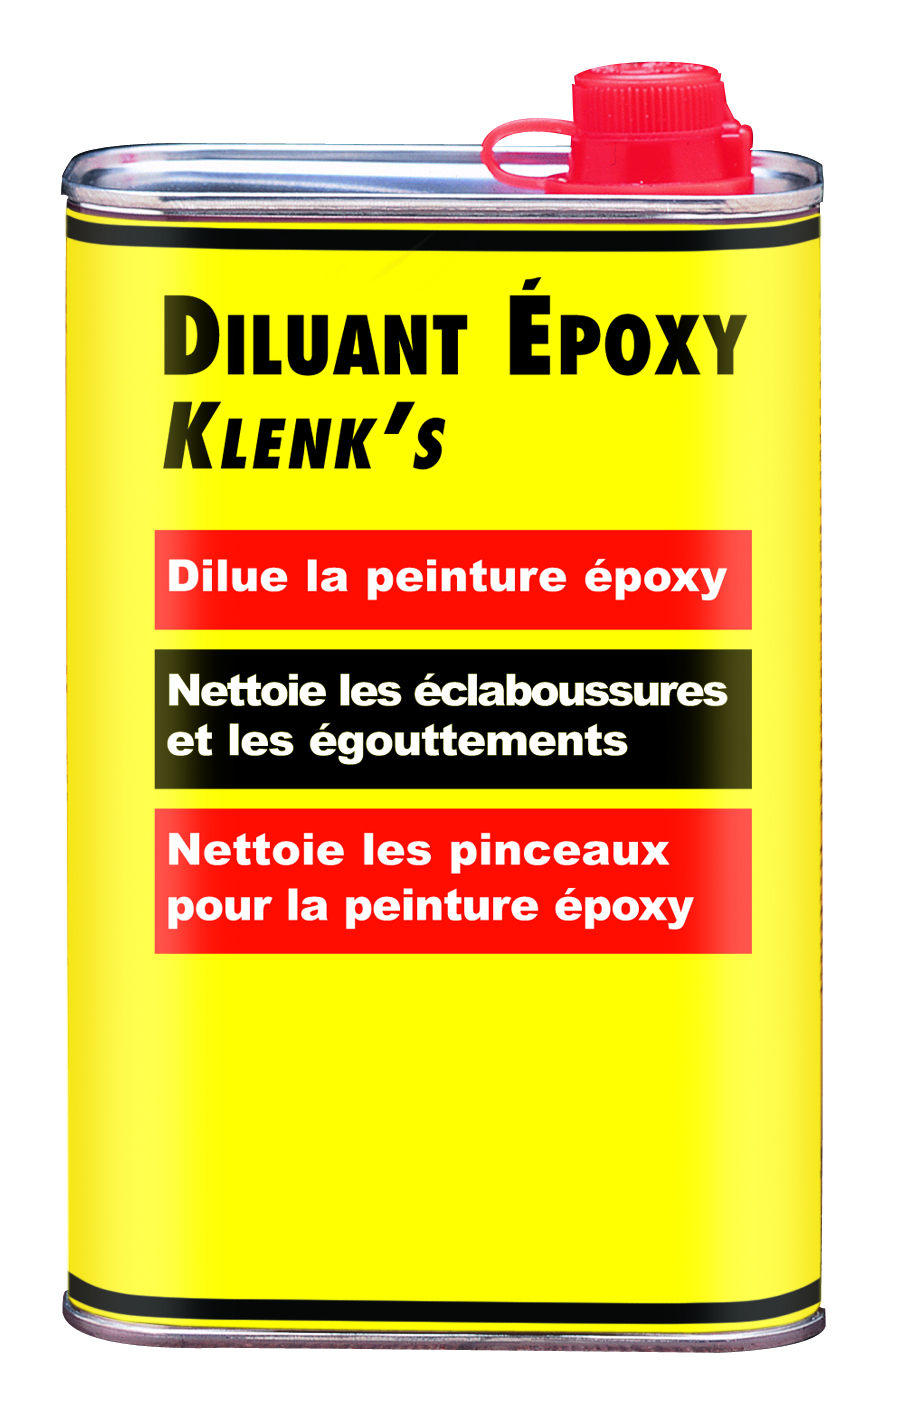 DILUANT ÉPOXY
KLENK'S
Dilue la peinture époxy
Nettoie les éclaboussures
et les égouttements
Nettoie les pinceaux
pour la peinture époxy